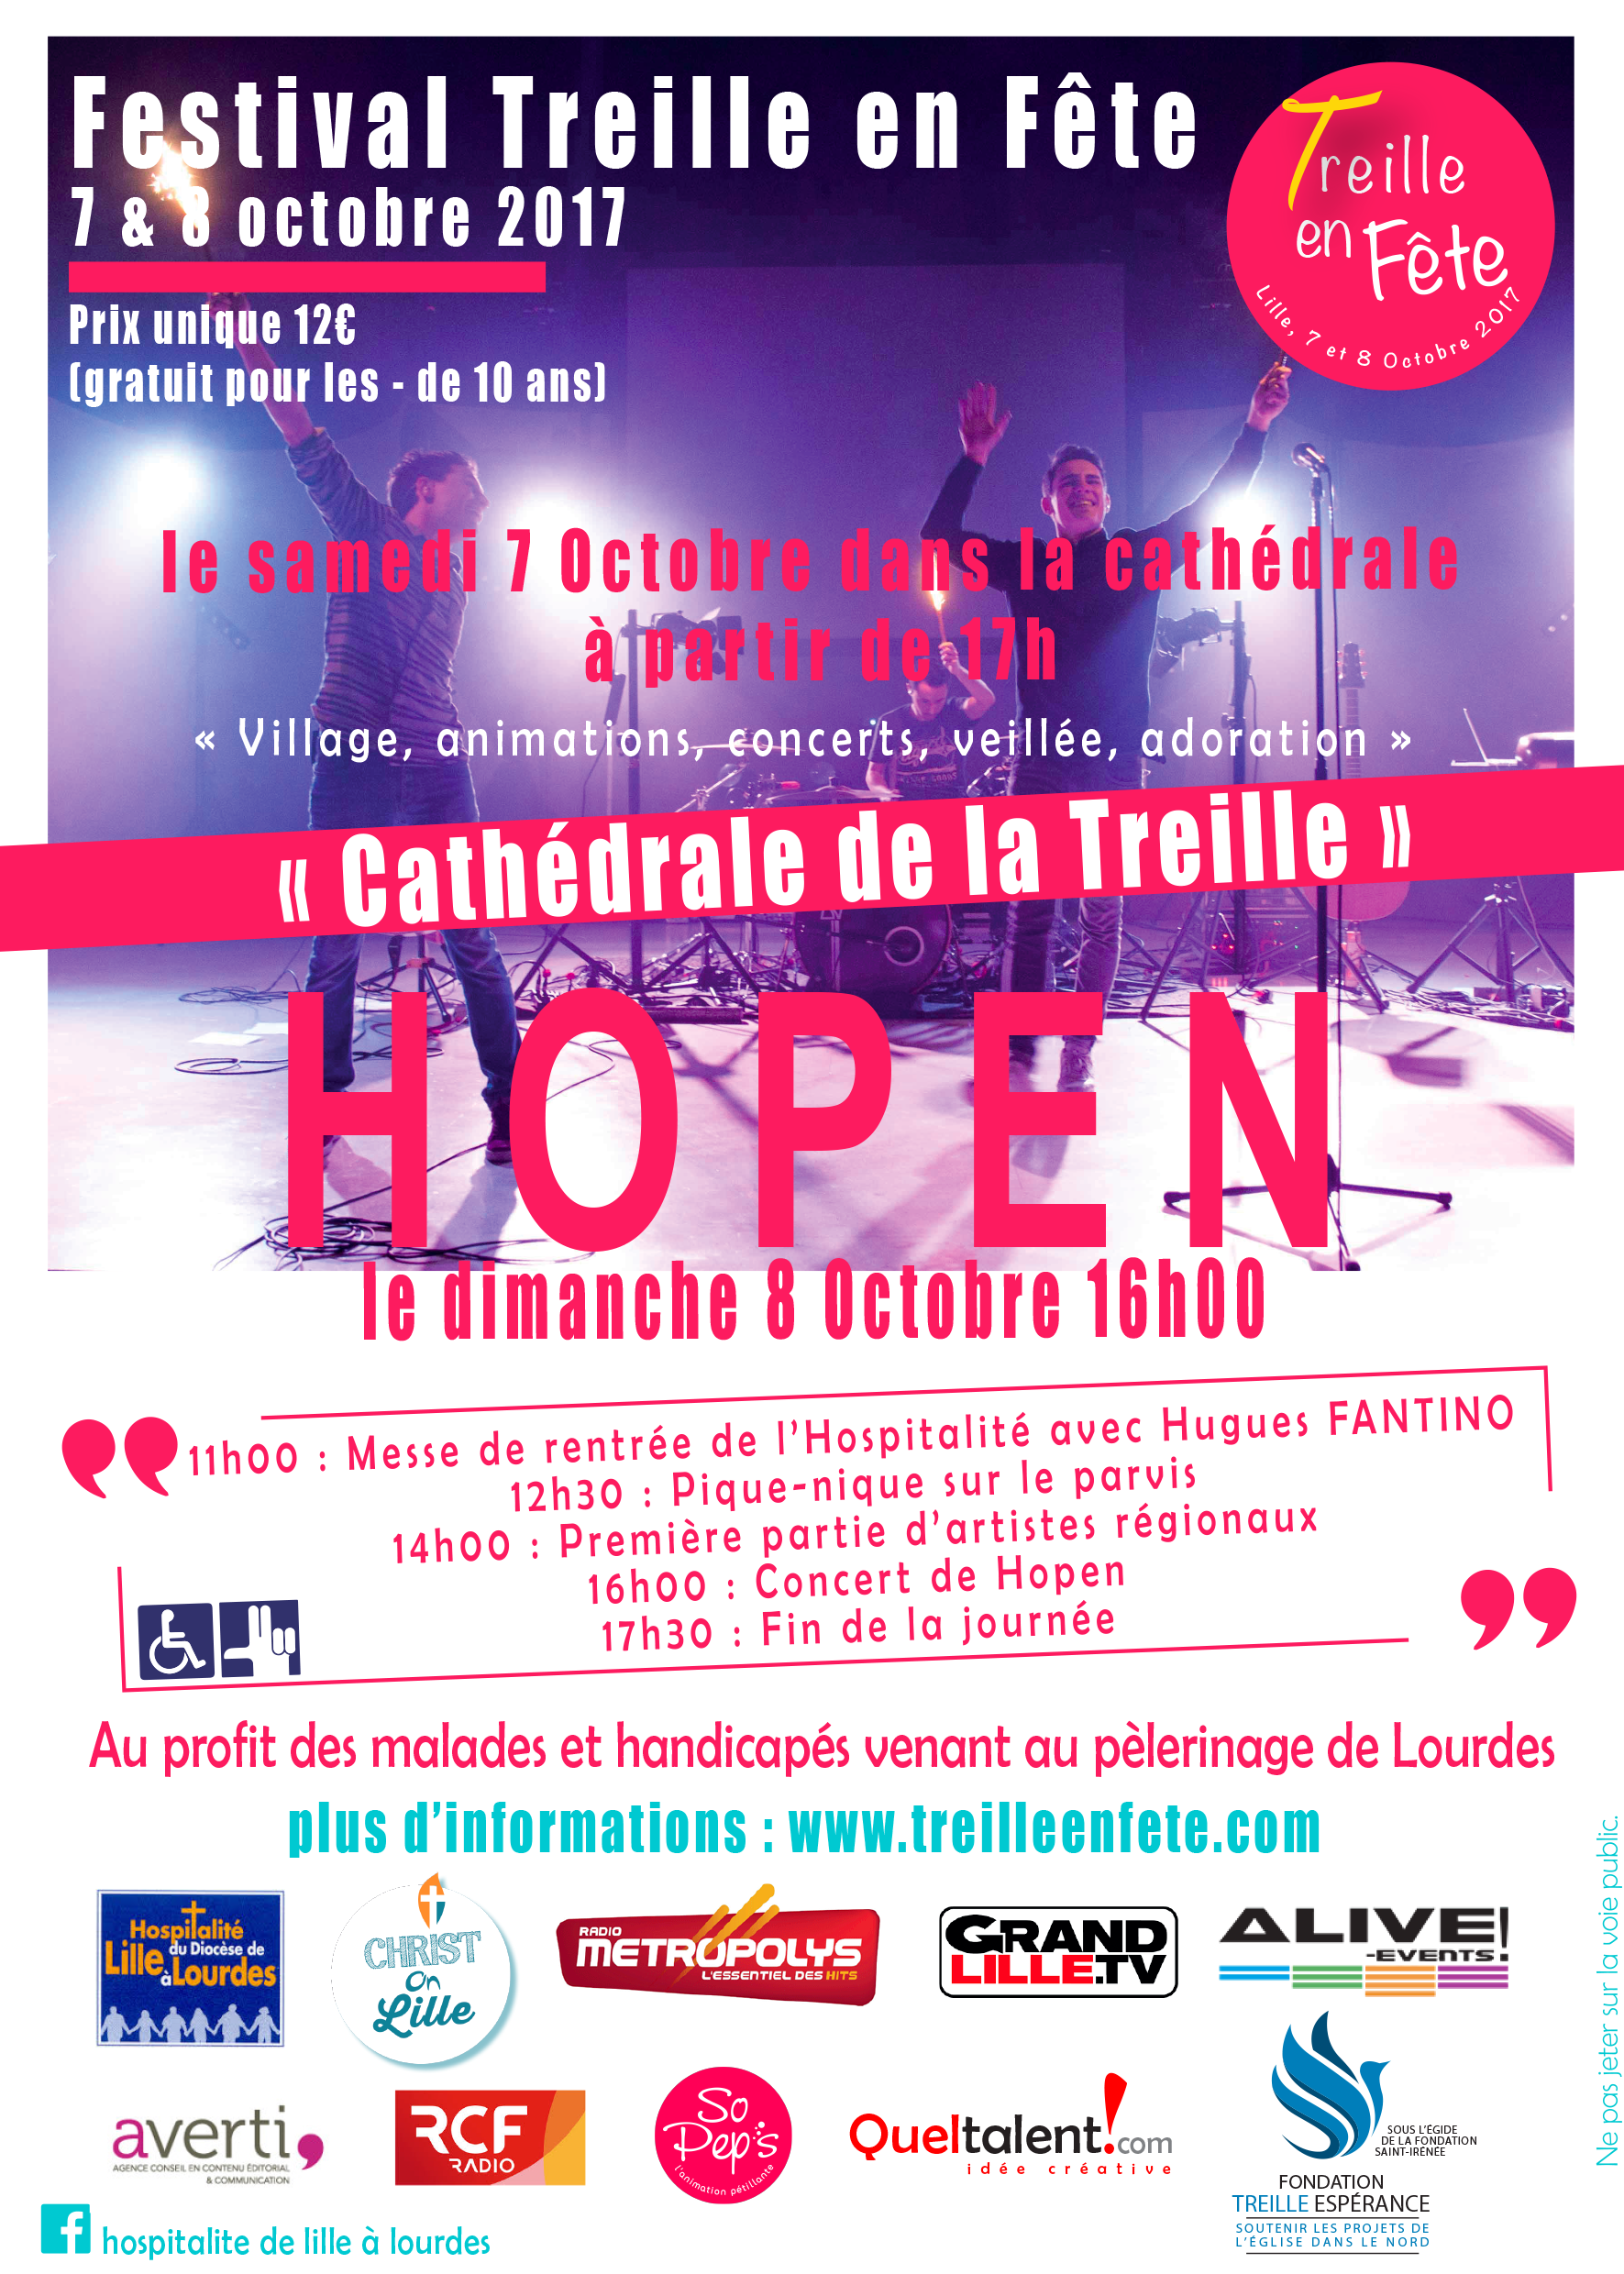 Festival Treille en Fête
7 & 8 octobre 2017
Prix unique 12€
(gratuit pour les - de 10 ans)
Treille
en Fête
Lille, 7 et 8 Octobre 2017
le samedi 7 Octobre dans la cathédrale
à partir de 17h
« Village, animations, concerts, veillée, adoration »
« Cathédrale de la Treille »
HOPEN
le dimanche 8 Octobre 16h00
11h00 : Messe de rentrée de l’Hospitalité avec Hugues FANTINO
12h30 : Pique-nique sur le parvis
14h00 : Première partie d’artistes régionaux
16h00 : Concert de Hopen
17h30 : Fin de la journée
Au profit des malades et handicapés venant au pèlerinage de Lourdes
plus d’informations : www.treilleenfete.com
Hospitalité
du Diocèse de
Lille à Lourdes
CHRIST
On
Lille
RADIO
METROPOLYS
L'ESSENTIEL DES HITS
GRAND
LILLE.TV
ALIVE!
-EVENTS
averti,
AGENCE CONSEIL EN CONTENU ÉDITORIAL
& COMMUNICATION
RCF
RADIO
So
Pep's
l'animation pétillante
Queltalent!.com
idée créative
SOUS L'ÉGIDE
DE LA FONDATION
SAINT-IRÉNÉE
FONDATION
TREILLE ESPÉRANCE
SOUTENIR LES PROJETS DE
L'ÉGLISE DANS LE NORD
hospitalite de lille à lourdes
Ne pas jeter sur la voie public.